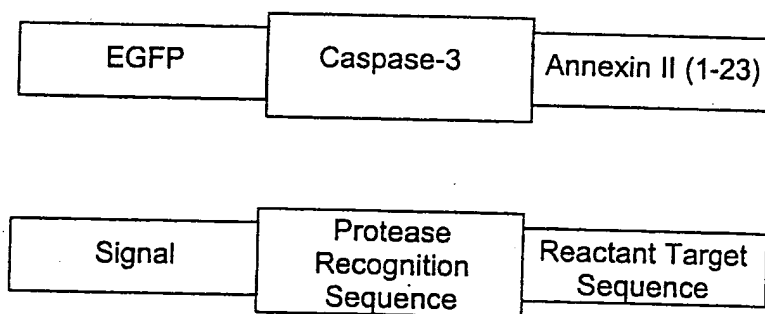 EGFP
Caspase-3
Annexin II (1-23)
Signal
Protease
Recognition
Sequence
Reactant Target
Sequence